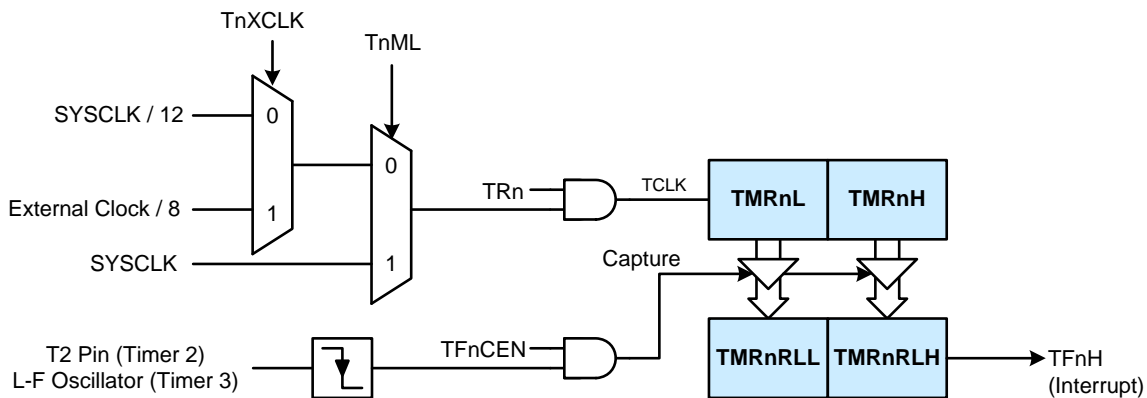 TnXCLK
TnML
SYSCLK / 12
0
0
External Clock / 8
1
SYSCLK
1
TRn
TCLK
TMRnL
TMRnH
Capture
T2 Pin (Timer 2)
L-F Oscillator (Timer 3)
TFnCEN
TMRnRLL
TMRnRLH
TFnH
(Interrupt)